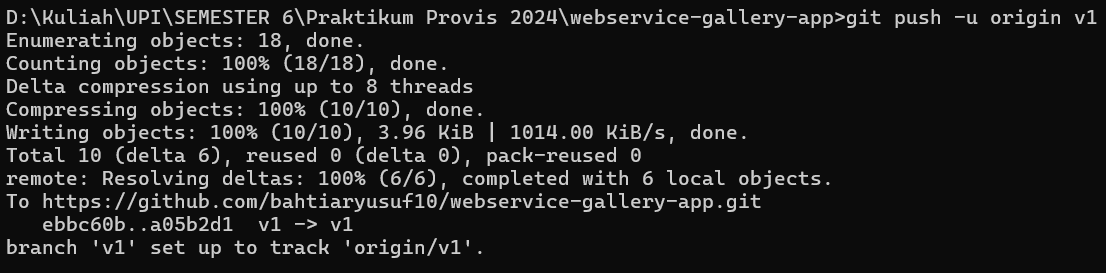 D:\Kuliah\UPI\SEMESTER 6\Praktikum Provis 2024\webservice-gallery-app>git push -u origin v1
Enumerating objects: 18, done.
Counting objects: 100% (18/18), done.
Delta compression using up to 8 threads
Compressing objects: 100% (10/10), done.
Writing objects: 100% (10/10), 3.96 KiB | 1014.00 KiB/s, done.
Total 10 (delta 6), reused 0 (delta 0), pack-reused 0
remote: Resolving deltas: 100% (6/6), completed with 6 local objects.
To https://github.com/bahtiaryusuf10/webservice-gallery-app.git
   ebbc60b..a05b2d1  v1 -> v1
branch 'v1' set up to track 'origin/v1'.